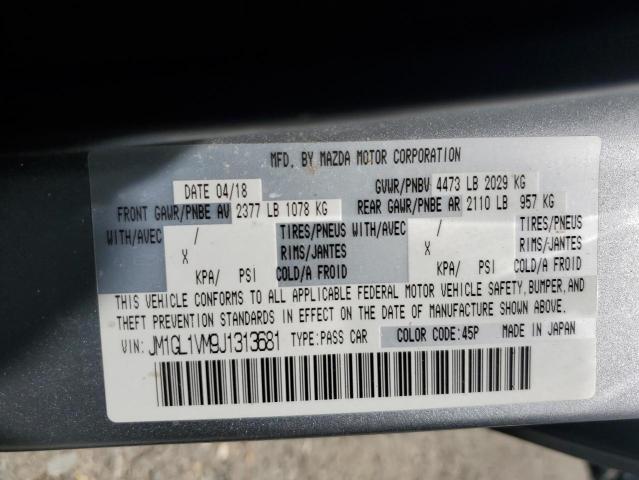 MFD. BY MAZDA MOTOR CORPORATION
DATE 04/18 GVWR/PNBV 4473 LB 2029 KG
FRONT GAWR/PNBE AV 2377 LB 1078 KG REAR GAWR/PNBE AR 2110 LB 957 KG
WITH/AVEC / TIRES/PNEUS WITH/AVEC / TIRES/PNEUS
X RIMS/JANTES X RIMS/JANTES
KPA/ PSI COLD/A FROID KPA/ PSI COLD/A FROID
THIS VEHICLE CONFORMS TO ALL APPLICABLE FEDERAL MOTOR VEHICLE SAFETY, BUMPER, AND
THEFT PREVENTION STANDARDS IN EFFECT ON THE DATE OF MANUFACTURE SHOWN ABOVE.
VIN: JM1GL1VM9J1313681 TYPE: PASS CAR COLOR CODE: 45P MADE IN JAPAN